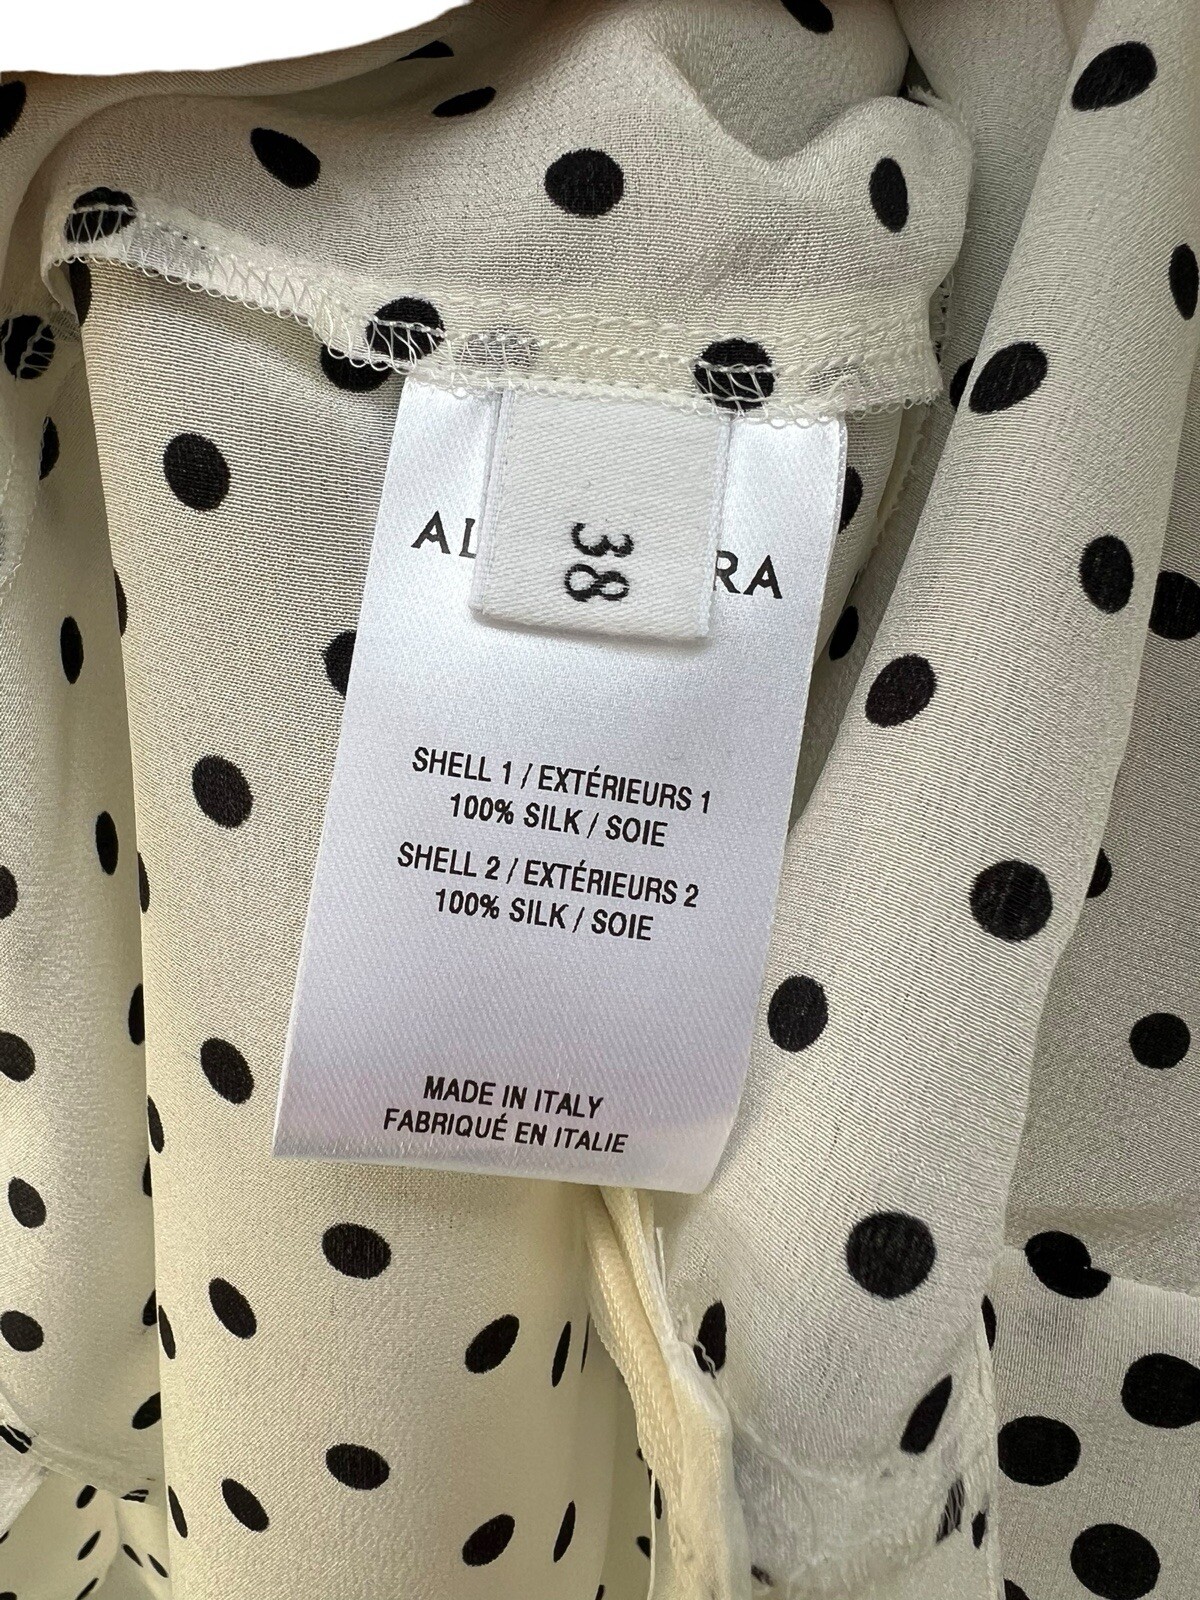 38
SHELL 1 / EXTÉRIEURS 1
100% SILK / SOIE
SHELL 2 / EXTÉRIEURS 2
100% SILK / SOIE
MADE IN ITALY
FABRIQUÉ EN ITALIE